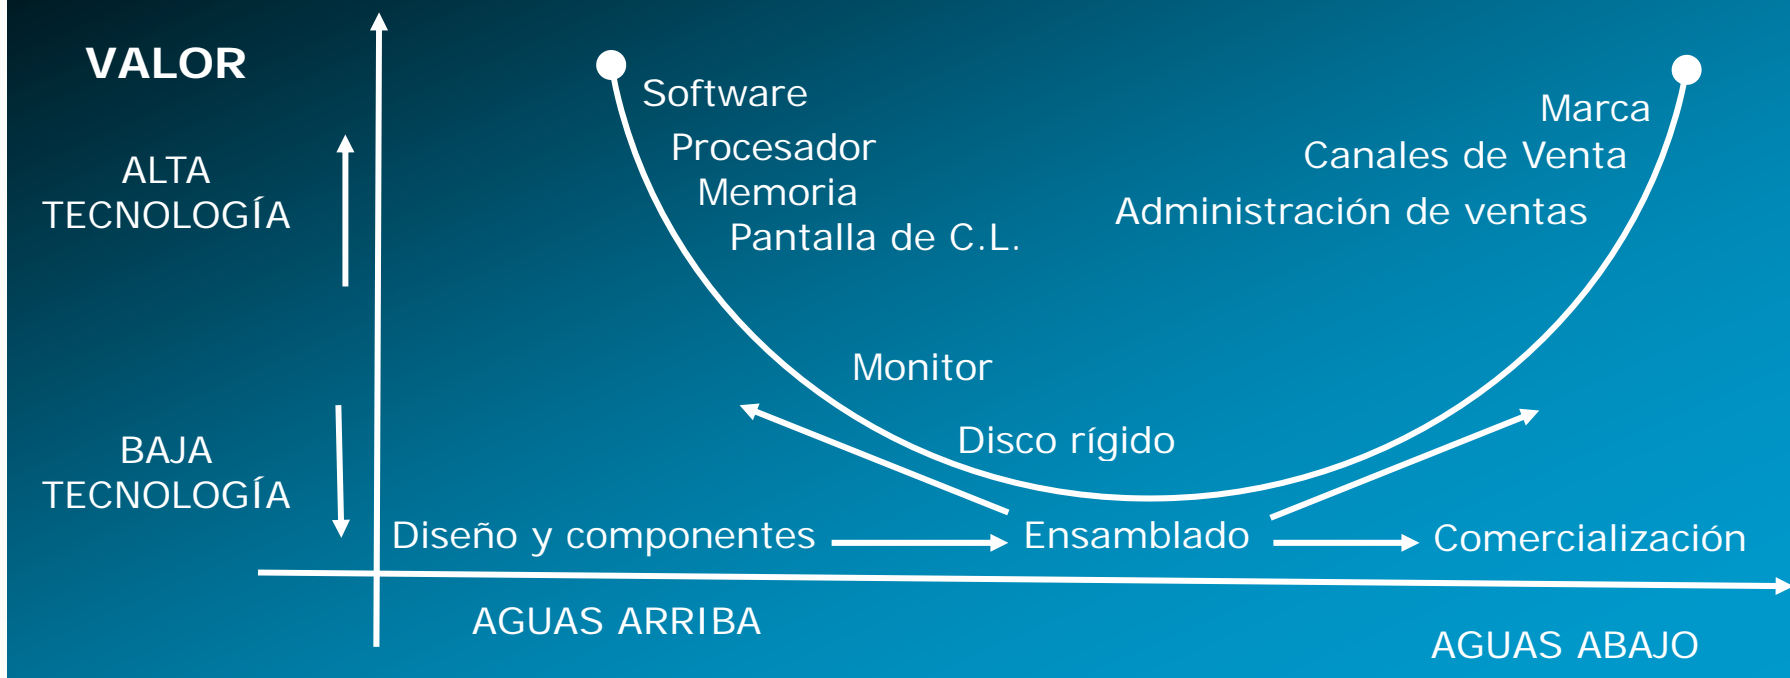 VALOR
ALTA
TECNOLOGÍA
BAJA
TECNOLOGÍA
Software
Procesador
Memoria
Pantalla de C.L.
Monitor
Disco rígido
Marca
Canales de Venta
Administración de ventas
Diseño y componentes
Ensamblado
Comercialización
AGUAS ARRIBA
AGUAS ABAJO